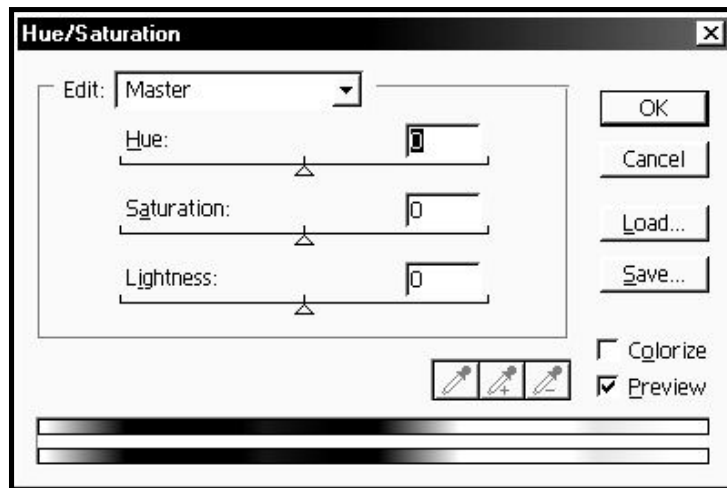 Hue/Saturation
Edit: Master
OK
Hue: 0
Cancel
Saturation: 0
Load...
Lightness: 0
Save...
Colorize
Preview